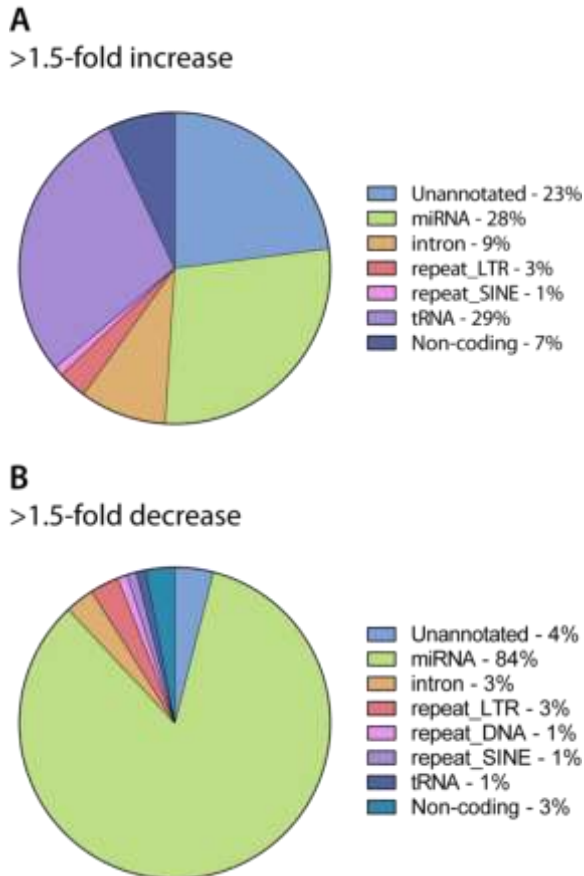 A
>1.5-fold increase
Unannotated - 23%
miRNA - 28%
intron - 9%
repeat_LTR - 3%
repeat_SINE - 1%
tRNA - 29%
Non-coding - 7%
B
>1.5-fold decrease
Unannotated - 4%
miRNA - 84%
intron - 3%
repeat_LTR - 3%
repeat_DNA - 1%
repeat_SINE - 1%
tRNA - 1%
Non-coding - 3%